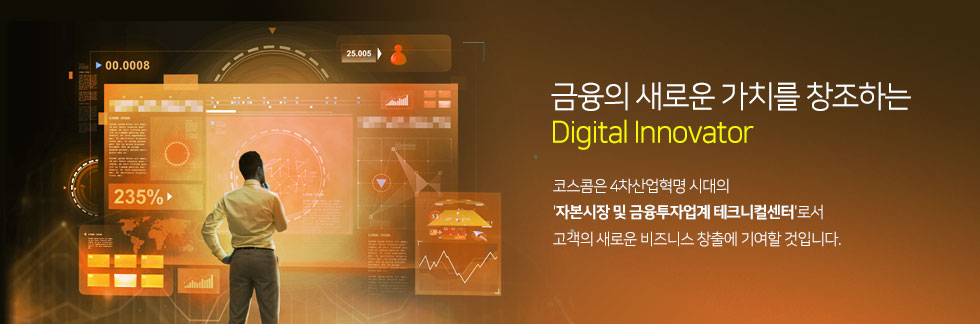 00.0008
25.005
235%
금융의 새로운 가치를 창조하는
Digital Innovator
코스콤은 4차산업혁명 시대의
'자본시장 및 금융투자업계 테크니컬센터'로서
고객의 새로운 비즈니스 창출에 기여할 것입니다.